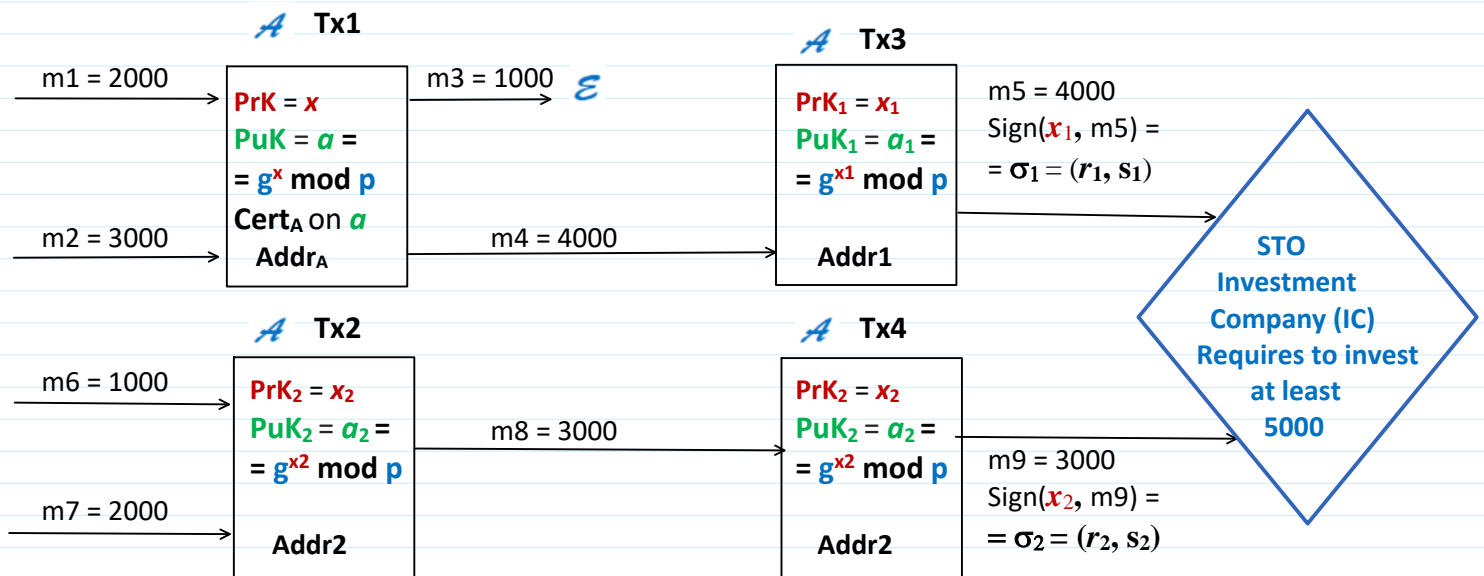 𝒜 Tx1
m1 = 2000
PrK = x
PuK = a =
= gˣ mod p
Cert_A on a
Addr_A
m2 = 3000
m3 = 1000 ℰ
m4 = 4000
𝒜 Tx3
PrK₁ = x₁
PuK₁ = a₁ =
= g^x1 mod p
Addr1
m5 = 4000
Sign(x₁, m5) =
= σ₁ = (r₁, s₁)
𝒜 Tx2
m6 = 1000
PrK₂ = x₂
PuK₂ = a₂ =
= g^x2 mod p
m7 = 2000
Addr2
m8 = 3000
𝒜 Tx4
PrK₂ = x₂
PuK₂ = a₂ =
= g^x2 mod p
Addr2
m9 = 3000
Sign(x₂, m9) =
= σ₂ = (r₂, s₂)
STO
Investment
Company (IC)
Requires to invest
at least
5000